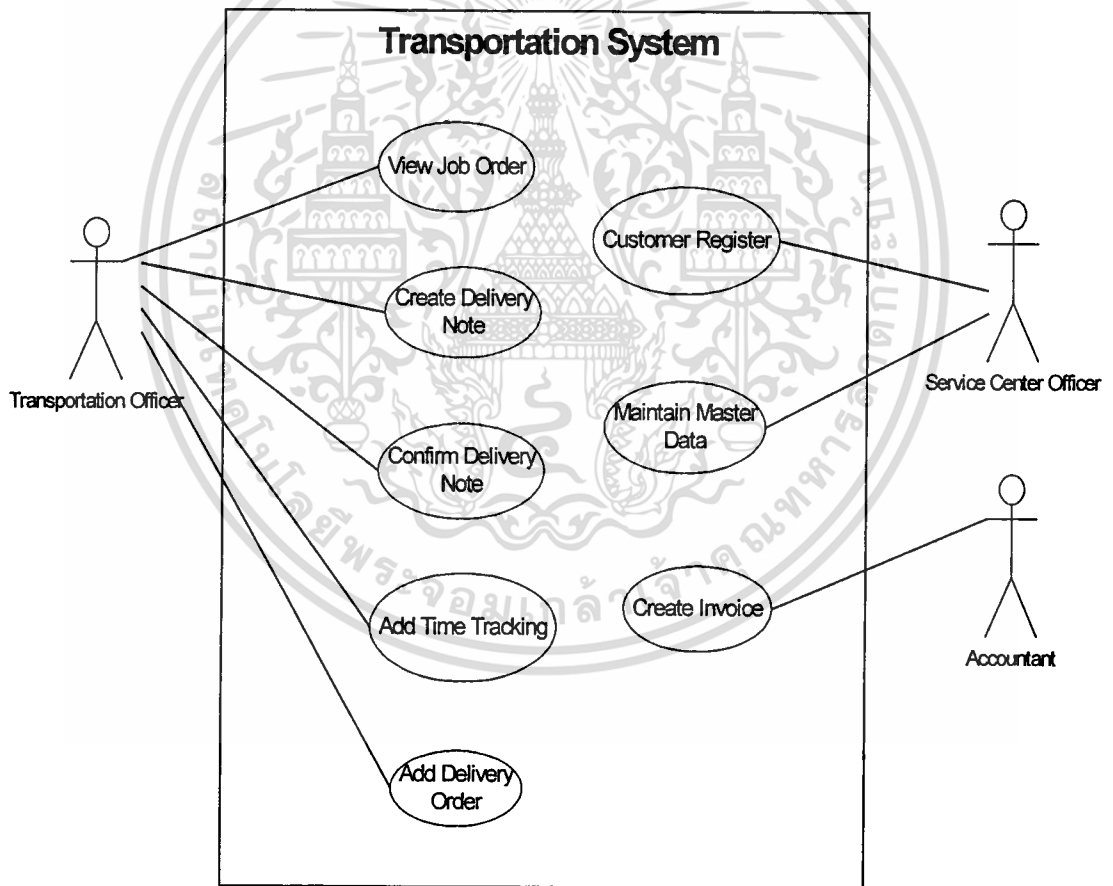 Transportation System
View Job Order
Customer Register
Create Delivery
Note
Transportation Officer
Service Center Officer
Maintain Master
Data
Confirm Delivery
Note
Add Time Tracking
Create Invoice
Accountant
Add Delivery
Order